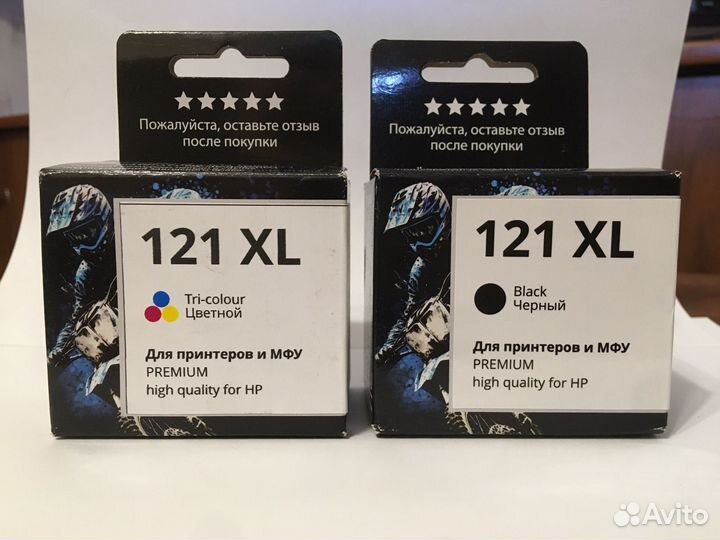 Пожалуйста, оставьте отзыв
после покупки
121 XL
Tri-colour
Цветной
Для принтеров и МФУ
PREMIUM
high quality for HP
Пожалуйста, оставьте отзыв
после покупки
121 XL
Black
Черный
Для принтеров и МФУ
PREMIUM
high quality for HP
Avito